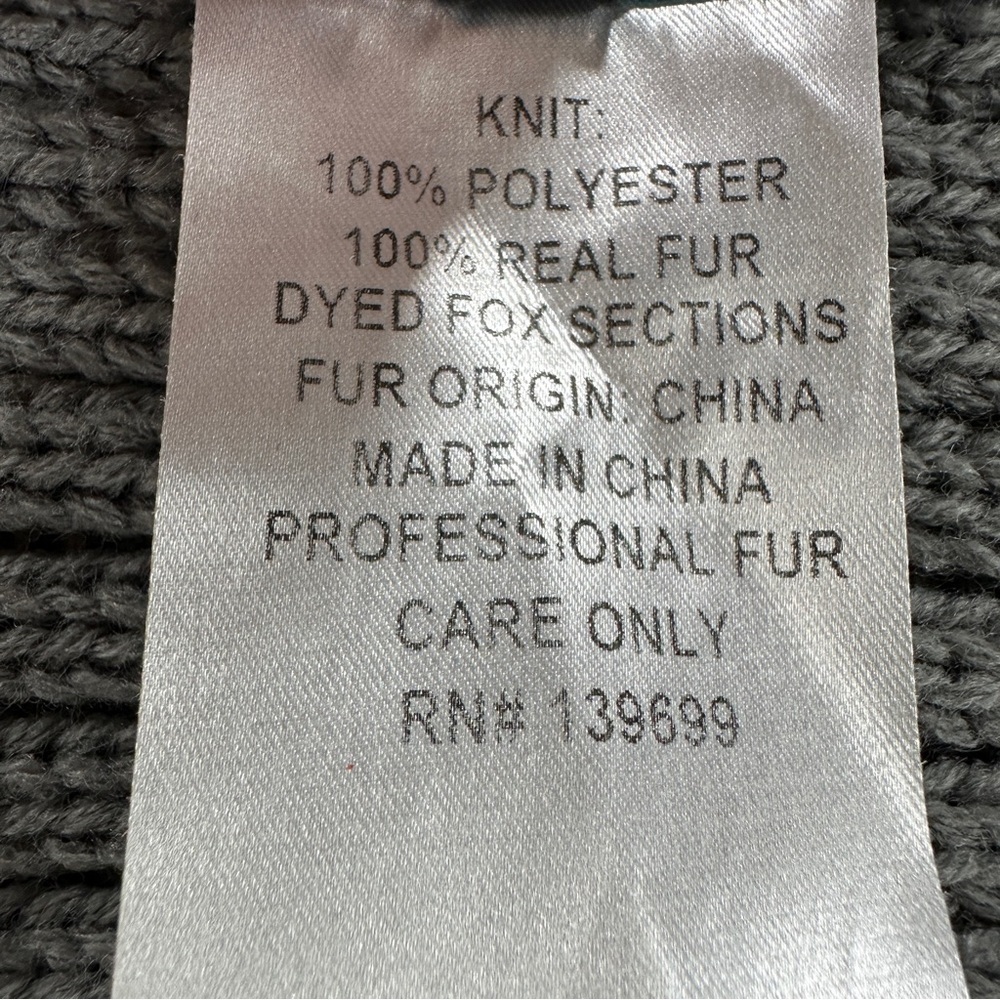 KNIT:
100% POLYESTER
100% REAL FUR
DYED FOX SECTIONS
FUR ORIGIN: CHINA
MADE IN CHINA
PROFESSIONAL FUR
CARE ONLY
RN# 139699